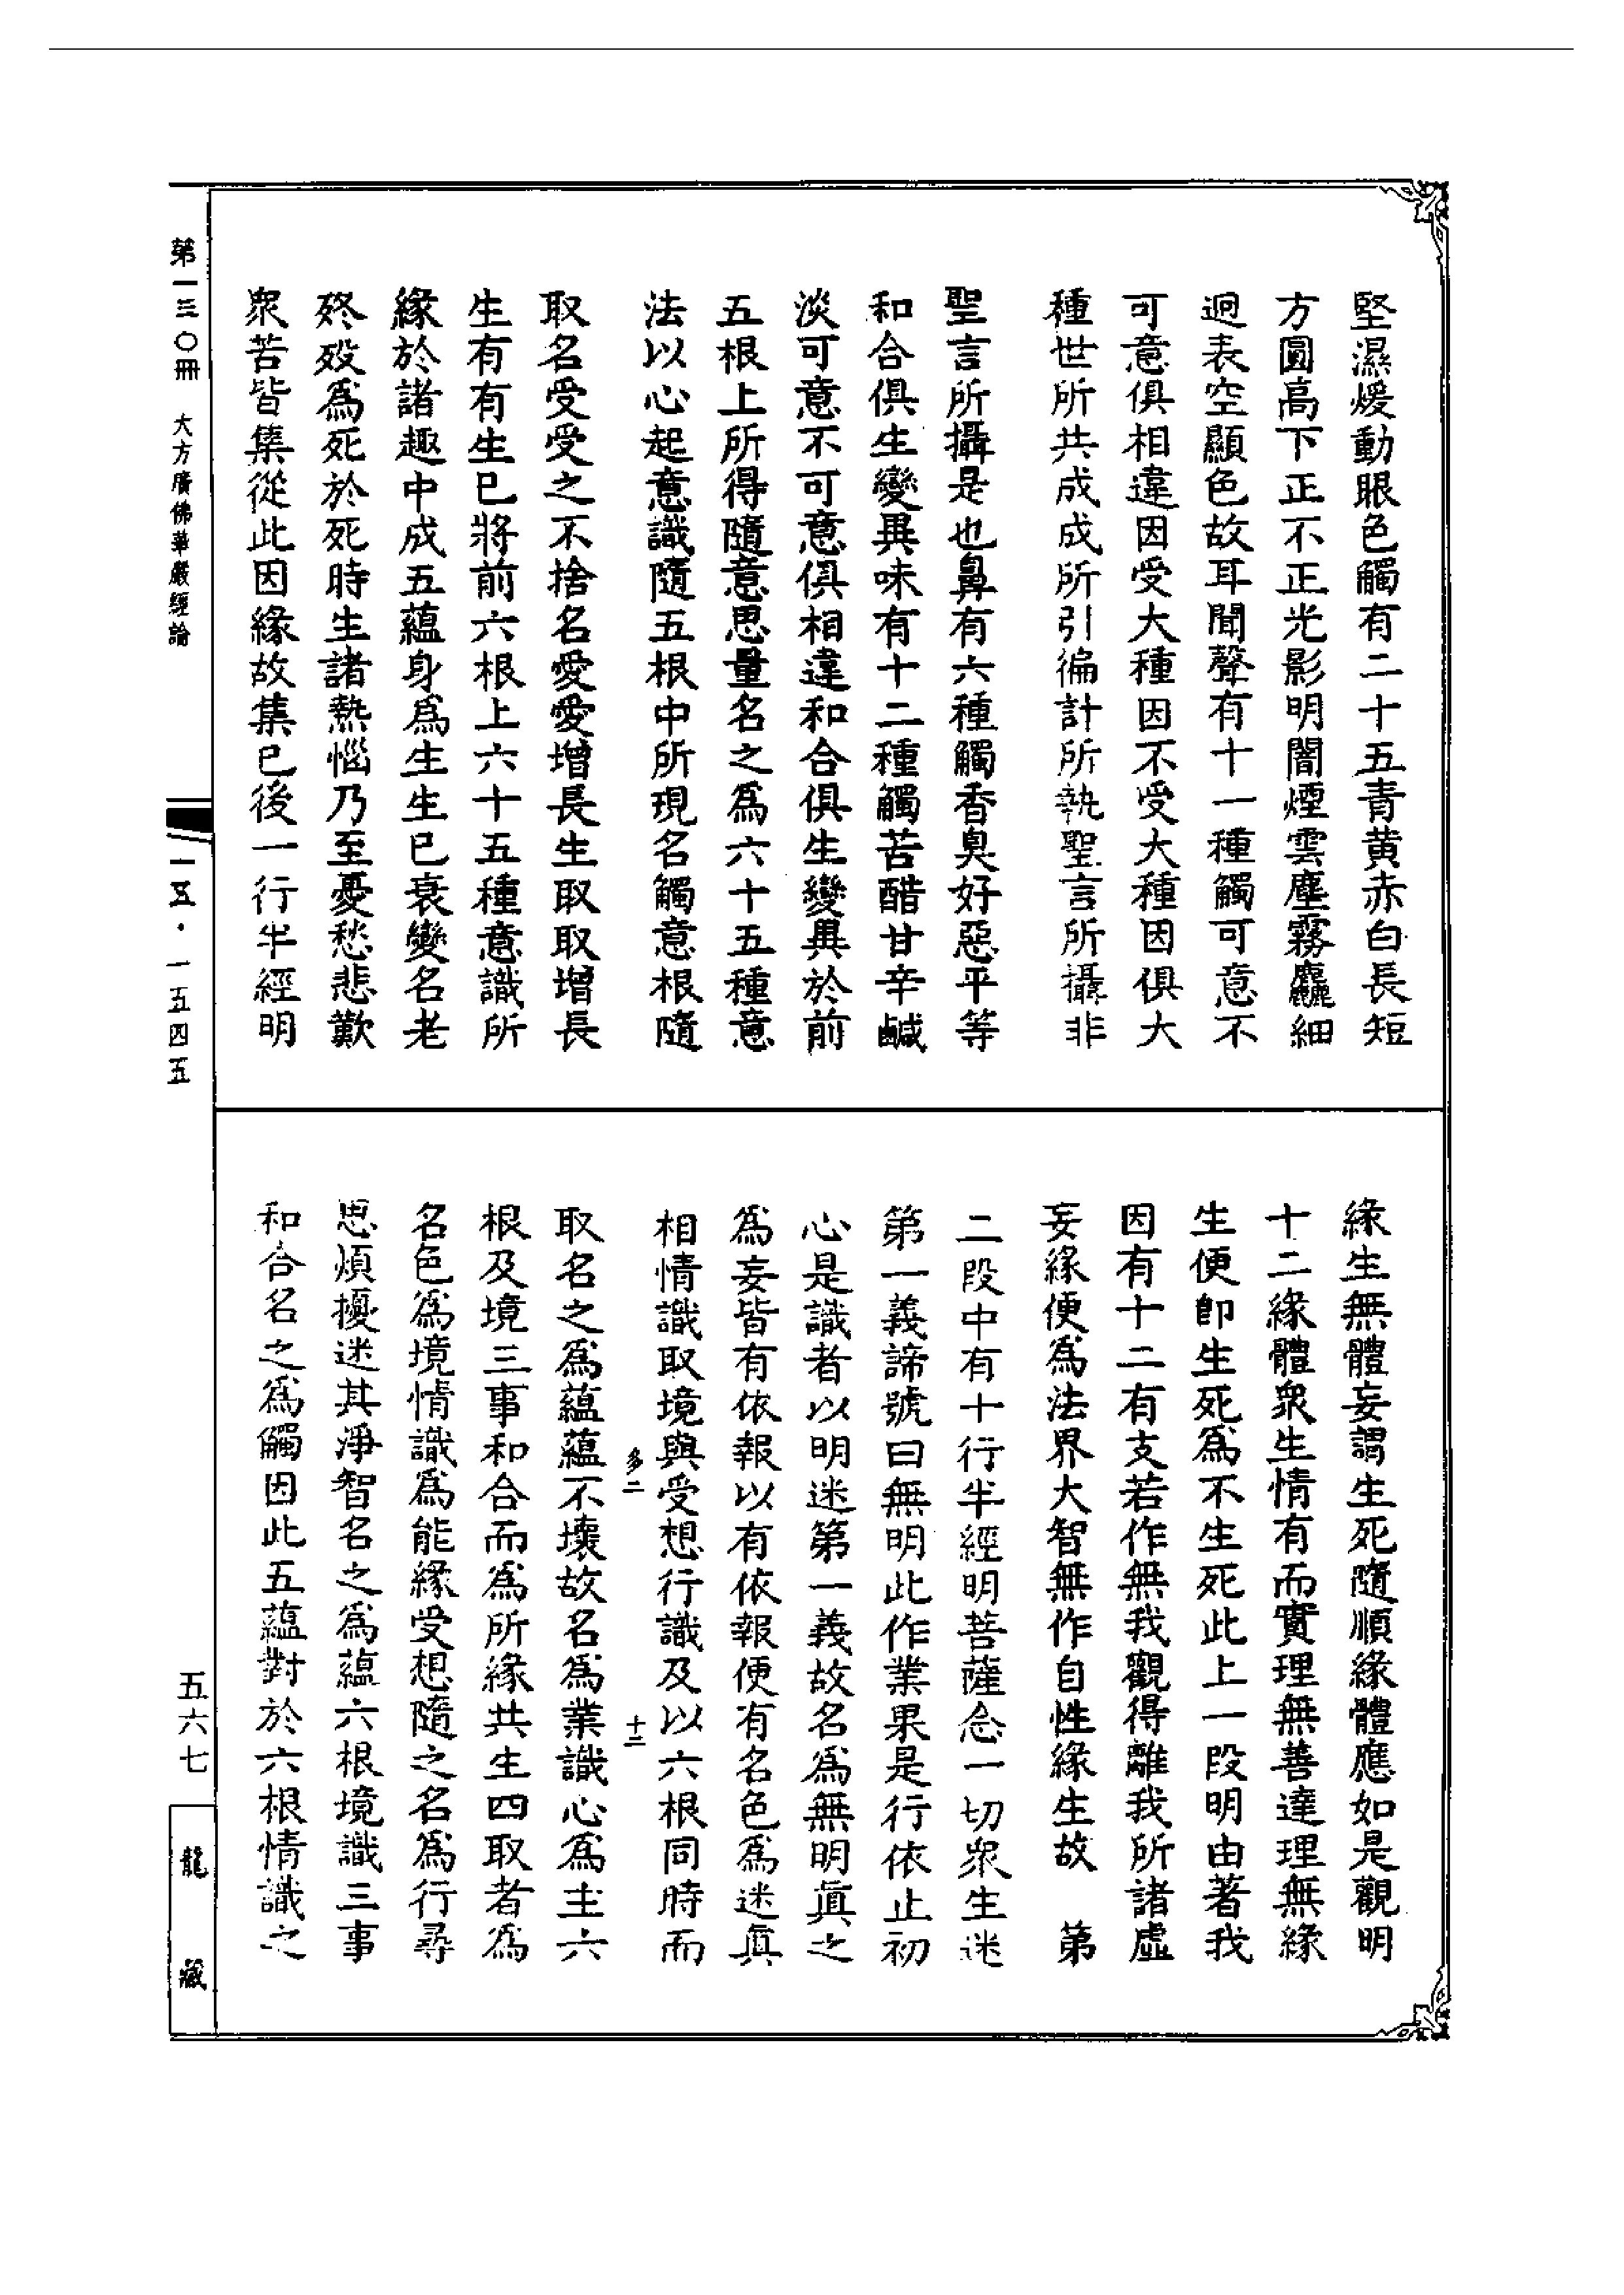 堅濕煖動眼色觸有二十五青黄赤白長短
方圓高下正不正光影明闇煙雲塵霧麤細
迥表空顯色故耳聞聲有十一種觸可意不
可意俱相違因受大種因不受大種因俱大
種世所共成成所引徧計所執聖言所攝非
聖言所攝是也鼻有六種觸香臭好惡平等
和合俱生變異味有十二種觸苦酷甘辛鹹
淡可意不可意俱相違和合俱生變異於前
五根上所得隨意思量名之爲六十五種意
法以心起意識隨五根中所現名觸意根隨
取名受受之不捨名愛愛增長生取取增長
生有有生已將前六根上六十五種意識所
緣於諸趣中成五蘊身爲生生已衰變名老
終歿爲死於死時生諸熱惱乃至憂愁悲歎
衆苦皆集從此因緣故集已後一行半經明
緣生無體妄謂生死隨順緣體應如是觀明
十二緣體衆生情有而實理無善達理無緣
生便即生死爲不生死此上一段明由著我
因有十二有支若作無我觀得離我所諸虛
妄緣便爲法界大智無作自性緣生故　第
二段中有十行半經明菩薩念一切衆生迷
第一義諦號曰無明此作業果是行依止初
心是識者以明迷第一義故名爲無明眞之
爲妄皆有依報以有依報便有名色爲迷眞
相情識取境與受想行識及以六根同時而
多二　十二
取名之爲蘊蘊不壞故名爲業識心爲主六
根及境三事和合而爲所緣共生四取者爲
名色爲境情識爲能緣受想隨之名爲行尋
思煩擾迷其淨智名之爲蘊六根境識三事
和合名之爲觸因此五蘊對於六根情識之
第一三〇冊　大方廣佛華嚴經論
一五·一五四五
五六七
龍藏